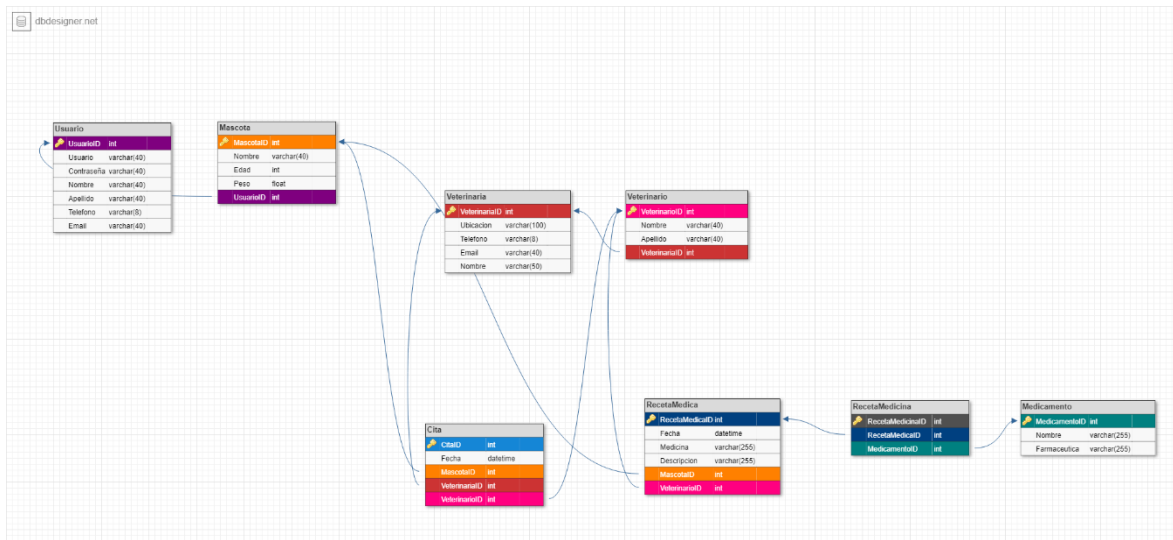 dbdesigner.net
Usuario
UsuarioID int
Usuario varchar(40)
Contraseña varchar(40)
Nombre varchar(40)
Apellido varchar(40)
Telefono varchar(8)
Email varchar(40)
Mascota
MascotaID int
Nombre varchar(40)
Edad int
Peso float
UsuarioID int
Veterinaria
VeterinariaID int
Ubicacion varchar(100)
Telefono varchar(8)
Email varchar(40)
Nombre varchar(50)
Veterinario
VeterinarioID int
Nombre varchar(40)
Apellido varchar(40)
VeterinariaID int
Cita
CitaID int
Fecha datetime
MascotaID int
VeterinariaID int
VeterinarioID int
RecetaMedica
RecetaMedicaID int
Fecha datetime
Medicina varchar(255)
Descripcion varchar(255)
MascotaID int
VeterinarioID int
RecetaMedicina
RecetaMedicinaID int
RecetaMedicaID int
MedicamentoID int
Medicamento
MedicamentoID int
Nombre varchar(255)
Farmaceutica varchar(255)